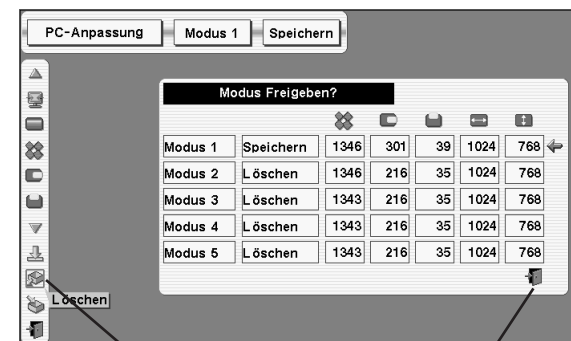 PC-Anpassung Modus 1 Speichern
Modus Freigeben?
Modus 1 Speichern 1346 301 39 1024 768
Modus 2 Löschen 1346 216 35 1024 768
Modus 3 Löschen 1343 216 35 1024 768
Modus 4 Löschen 1343 216 35 1024 768
Modus 5 Löschen 1343 216 35 1024 768
Löschen